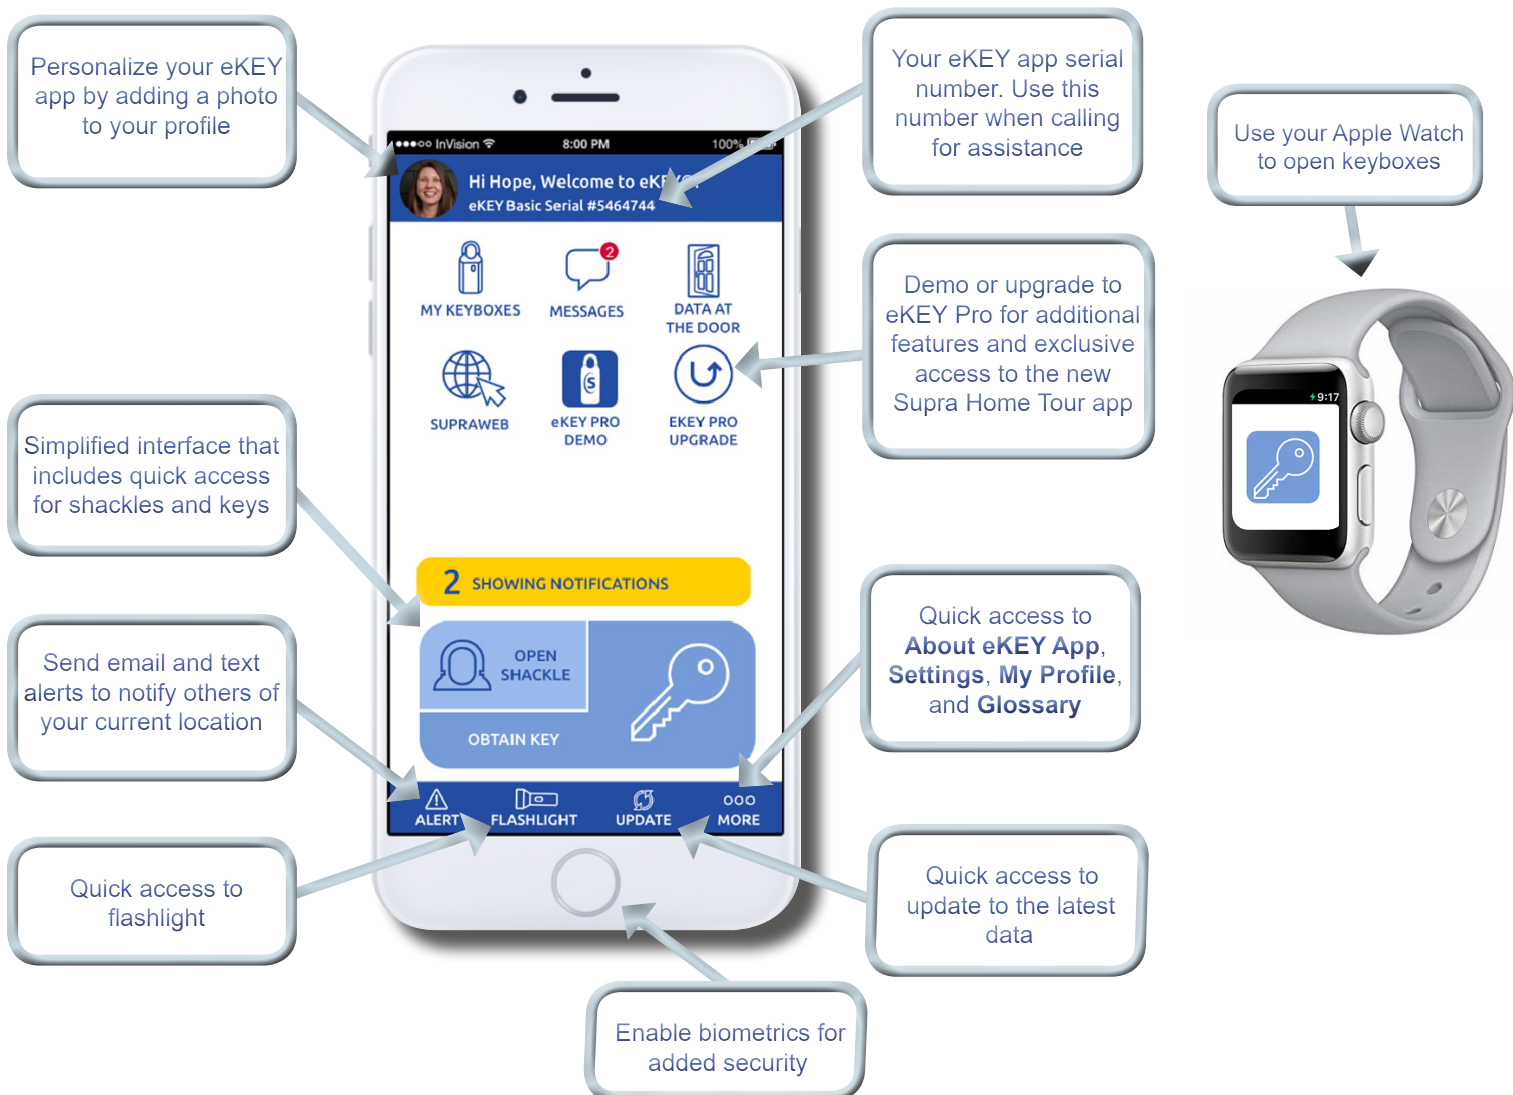 Personalize your eKEY
app by adding a photo
to your profile
Your eKEY app serial
number. Use this
number when calling
for assistance
Use your Apple Watch
to open keyboxes
InVision
8:00 PM
100%
Hi Hope, Welcome to
eKEY Basic Serial #5464744
MY KEYBOXES
2
MESSAGES
DATA AT
THE DOOR
SUPRAWEB
S
eKEY PRO
DEMO
EKEY PRO
UPGRADE
Demo or upgrade to
eKEY Pro for additional
features and exclusive
access to the new
Supra Home Tour app
9:17
Simplified interface that
includes quick access
for shackles and keys
2 SHOWING NOTIFICATIONS
OPEN
SHACKLE
OBTAIN KEY
Send email and text
alerts to notify others of
your current location
Quick access to
About eKEY App,
Settings, My Profile,
and Glossary
ALERT
FLASHLIGHT
UPDATE
MORE
Quick access to
flashlight
Quick access to
update to the latest
data
Enable biometrics for
added security